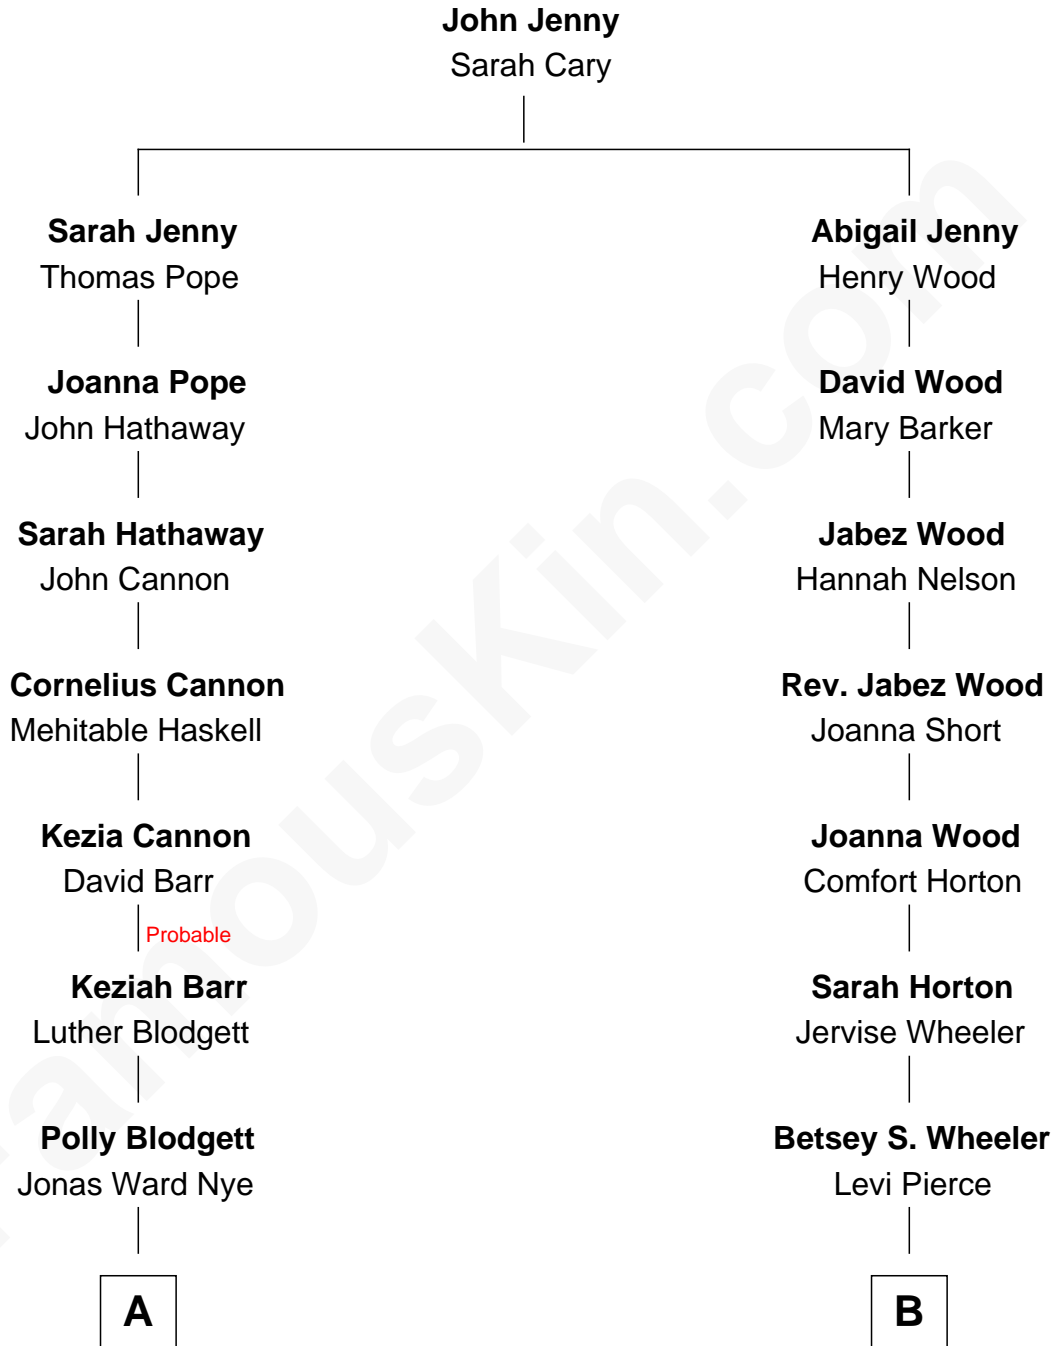 John Jenny
Sarah Cary
Sarah Jenny
Thomas Pope
Abigail Jenny
Henry Wood
Joanna Pope
John Hathaway
David Wood
Mary Barker
Sarah Hathaway
John Cannon
Jabez Wood
Hannah Nelson
Cornelius Cannon
Mehitable Haskell
Rev. Jabez Wood
Joanna Short
Kezia Cannon
David Barr
Joanna Wood
Comfort Horton
Probable
Keziah Barr
Luther Blodgett
Sarah Horton
Jervise Wheeler
Polly Blodgett
Jonas Ward Nye
Betsey S. Wheeler
Levi Pierce
A
B
FamousKin.com